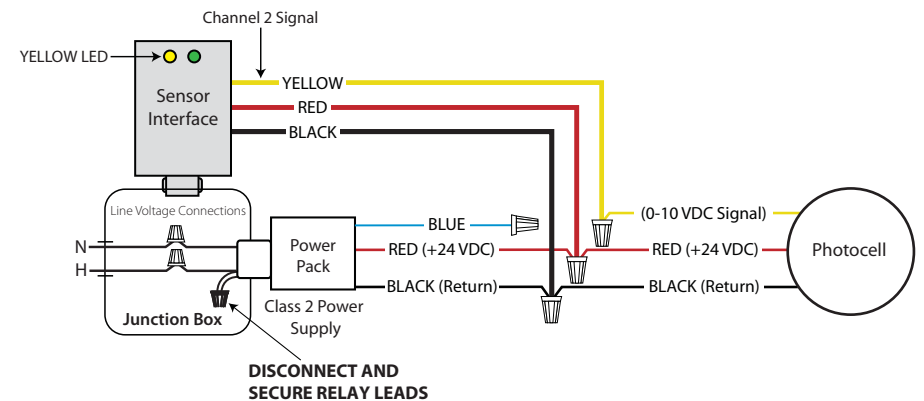 Channel 2 Signal
YELLOW LED
YELLOW
Sensor
Interface
RED
BLACK
Line Voltage Connections
BLUE
(0-10 VDC Signal)
N
H
Power
Pack
RED (+24 VDC)
RED (+24 VDC)
Photocell
BLACK (Return)
BLACK (Return)
Junction Box
Class 2 Power
Supply
DISCONNECT AND
SECURE RELAY LEADS